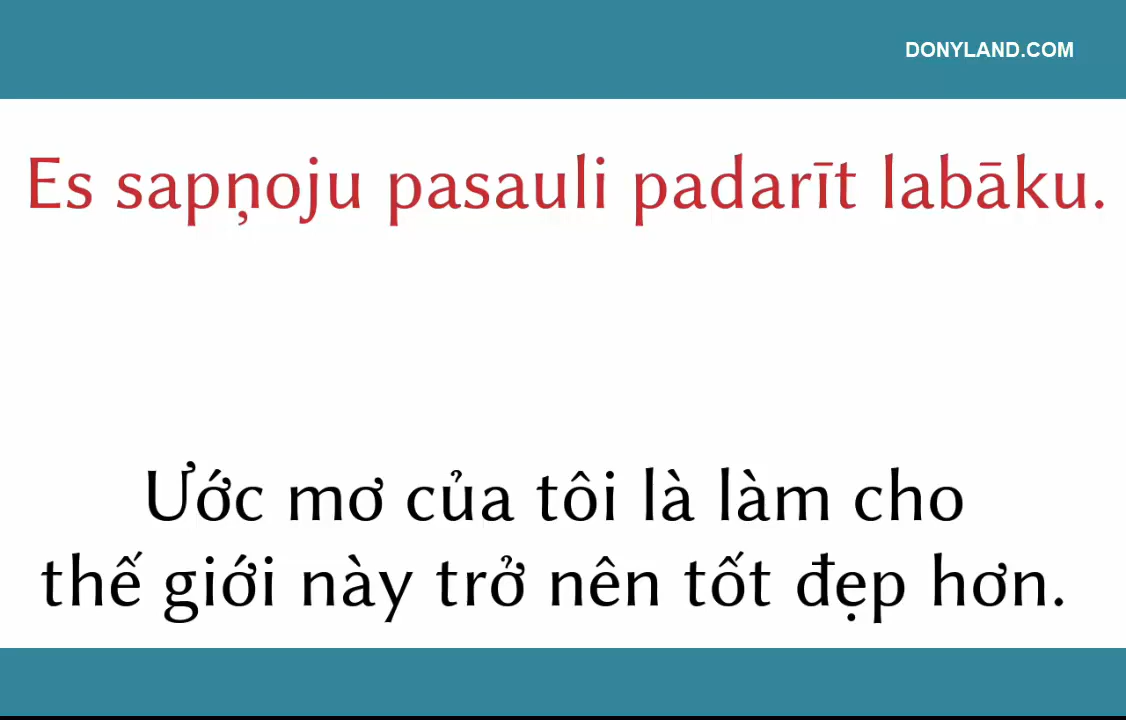 DONYLAND.COM
Es sapņoju pasauli padarīt labāku.
Ước mơ của tôi là làm cho
thế giới này trở nên tốt đẹp hơn.